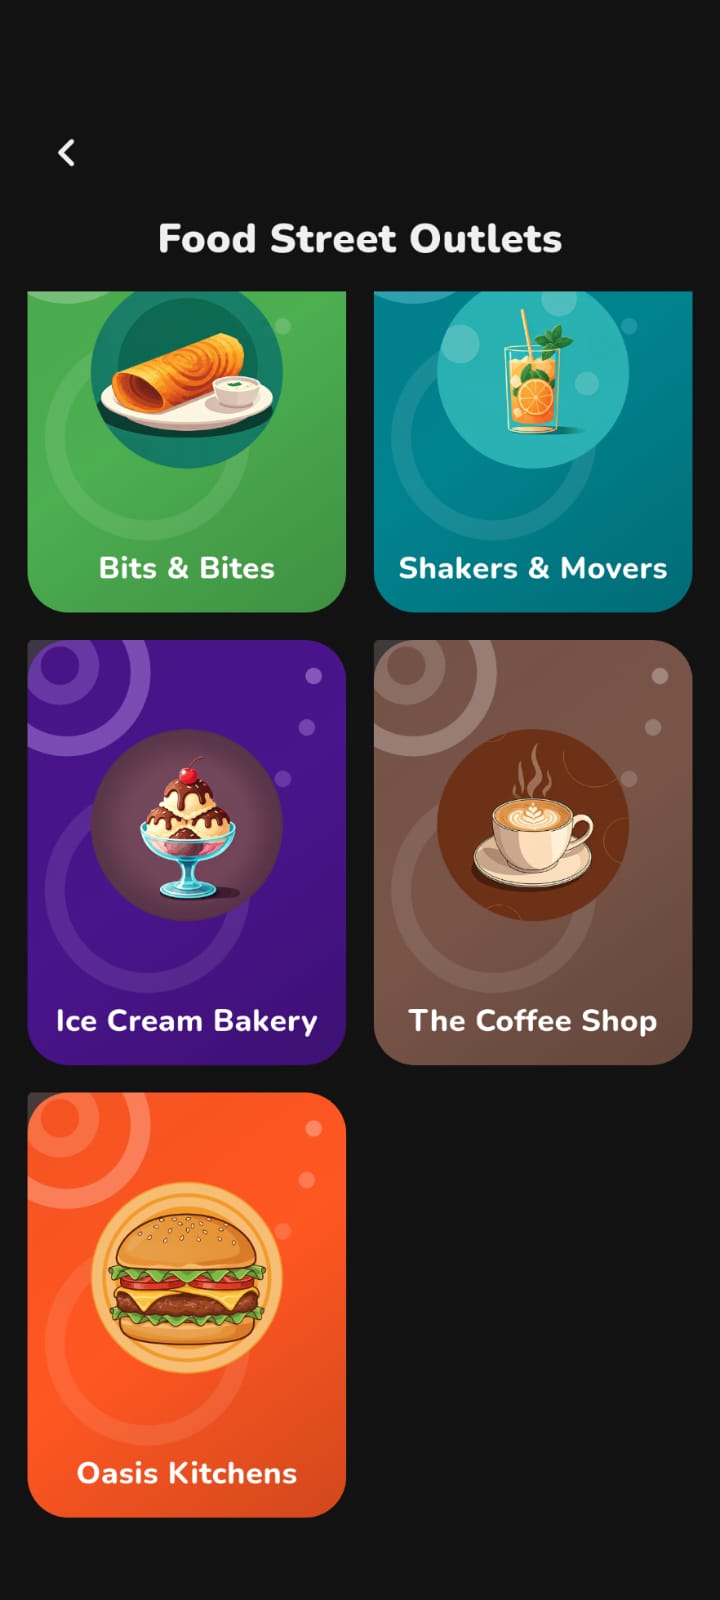 Food Street Outlets
Bits & Bites
Shakers & Movers
Ice Cream Bakery
The Coffee Shop
Oasis Kitchens